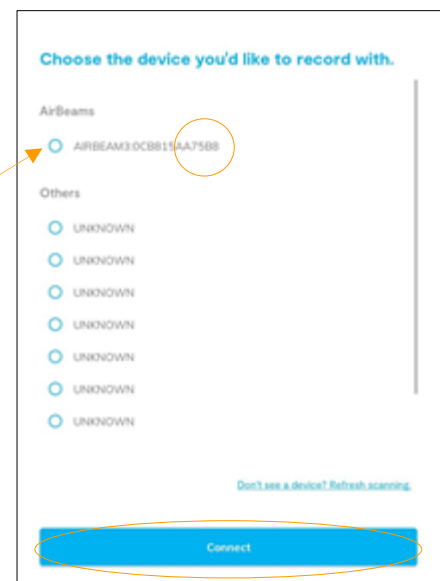 Choose the device you'd like to record with.
AirBeams
AIRBEAM3:0CB815AA75B8
Others
UNKNOWN
UNKNOWN
UNKNOWN
UNKNOWN
UNKNOWN
UNKNOWN
UNKNOWN
Don't see a device? Refresh scanning.
Connect